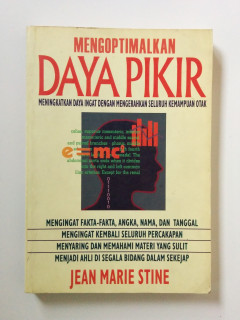 MENGOPTIMALKAN
DAYA PIKIR
MENINGKATKAN DAYA INGAT DENGAN MENGERAHKAN SELURUH KEMAMPUAN OTAK
e=mc²
MENGINGAT FAKTA-FAKTA, ANGKA, NAMA, DAN TANGGAL
MENGINGAT KEMBALI SELURUH PERCAKAPAN
MENYARING DAN MEMAHAMI MATERI YANG SULIT
MENJADI AHLI DI SEGALA BIDANG DALAM SEKEJAP
JEAN MARIE STINE